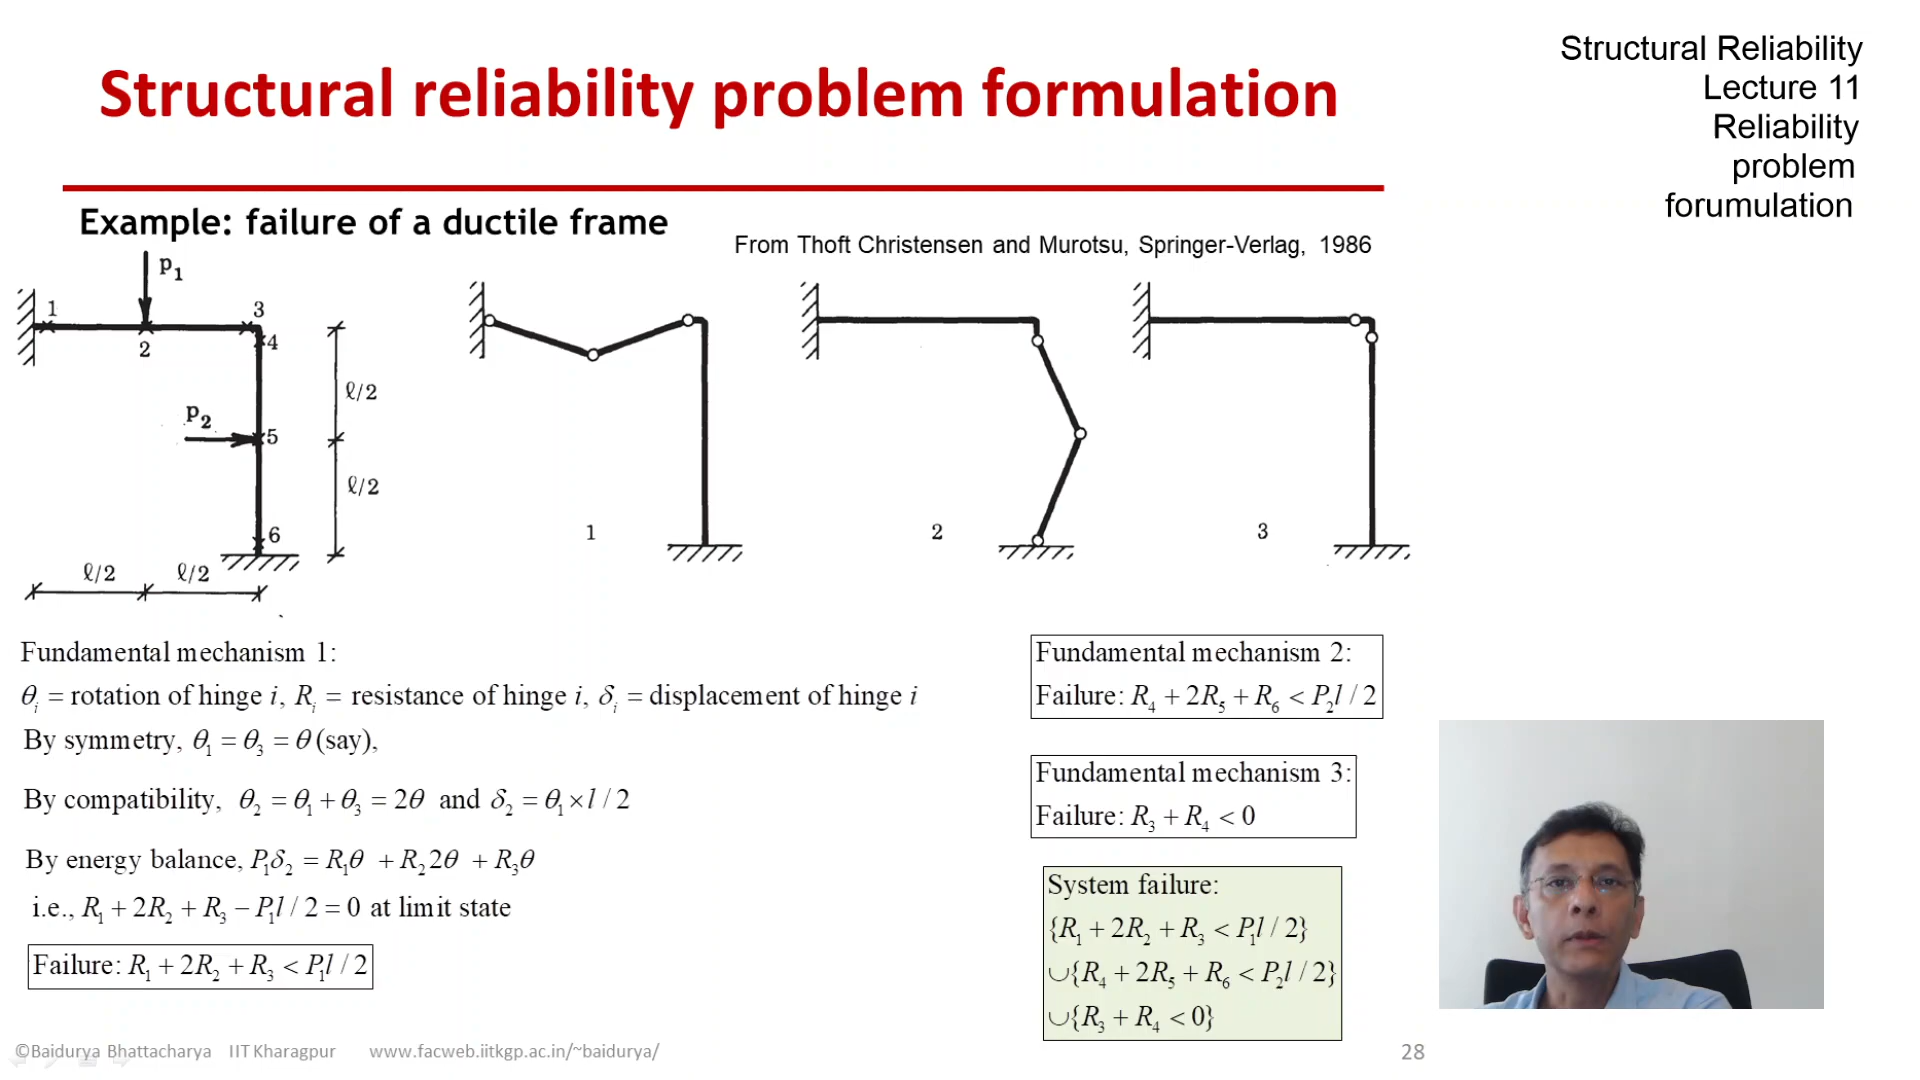 Structural reliability problem formulation
Structural Reliability
Lecture 11
Reliability
problem
forumulation
Example: failure of a ductile frame
From Thoft Christensen and Murotsu, Springer-Verlag, 1986
p₁
1
2
3
4
p₂
5
6
ℓ/2
ℓ/2
ℓ/2
ℓ/2
1
2
3
Fundamental mechanism 1:
θᵢ = rotation of hinge i, Rᵢ = resistance of hinge i, δᵢ = displacement of hinge i
By symmetry, θ₁ = θ₃ = θ (say),
By compatibility, θ₂ = θ₁ + θ₃ = 2θ and δ₂ = θ₁ × l / 2
By energy balance, P₁δ₂ = R₁θ + R₂2θ + R₃θ
i.e., R₁ + 2R₂ + R₃ − P₁l / 2 = 0 at limit state
Failure: R₁ + 2R₂ + R₃ < P₁l / 2
Fundamental mechanism 2:
Failure: R₄ + 2R₅ + R₆ < P₂l / 2
Fundamental mechanism 3:
Failure: R₃ + R₄ < 0
System failure:
{R₁ + 2R₂ + R₃ < P₁l / 2}
∪{R₄ + 2R₅ + R₆ < P₂l / 2}
∪{R₃ + R₄ < 0}
©Baidurya Bhattacharya IIT Kharagpur www.facweb.iitkgp.ac.in/~baidurya/
28